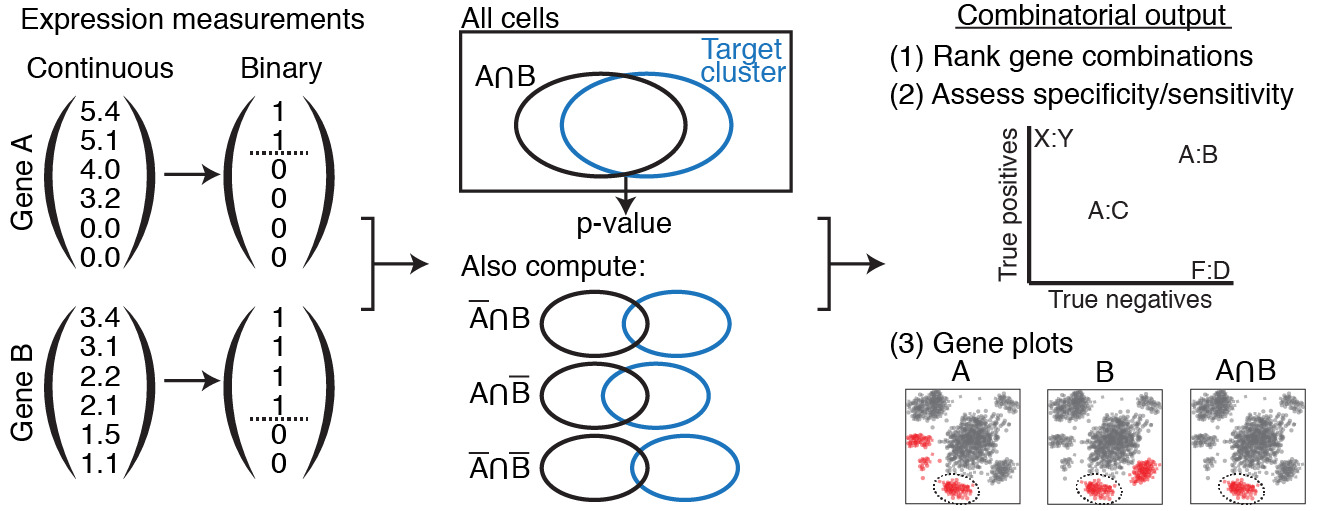 Expression measurements
Continuous
Binary
Gene A
5.4
5.1
4.0
3.2
0.0
0.0
1
1
0
0
0
0
Gene B
3.4
3.1
2.2
2.1
1.5
1.1
1
1
1
1
0
0
All cells
A∩B
Target
cluster
p-value
Also compute:
A̅∩B
A∩B̅
A̅∩B̅
Combinatorial output
(1) Rank gene combinations
(2) Assess specificity/sensitivity
True positives
X:Y
A:B
A:C
F:D
True negatives
(3) Gene plots
A
B
A∩B